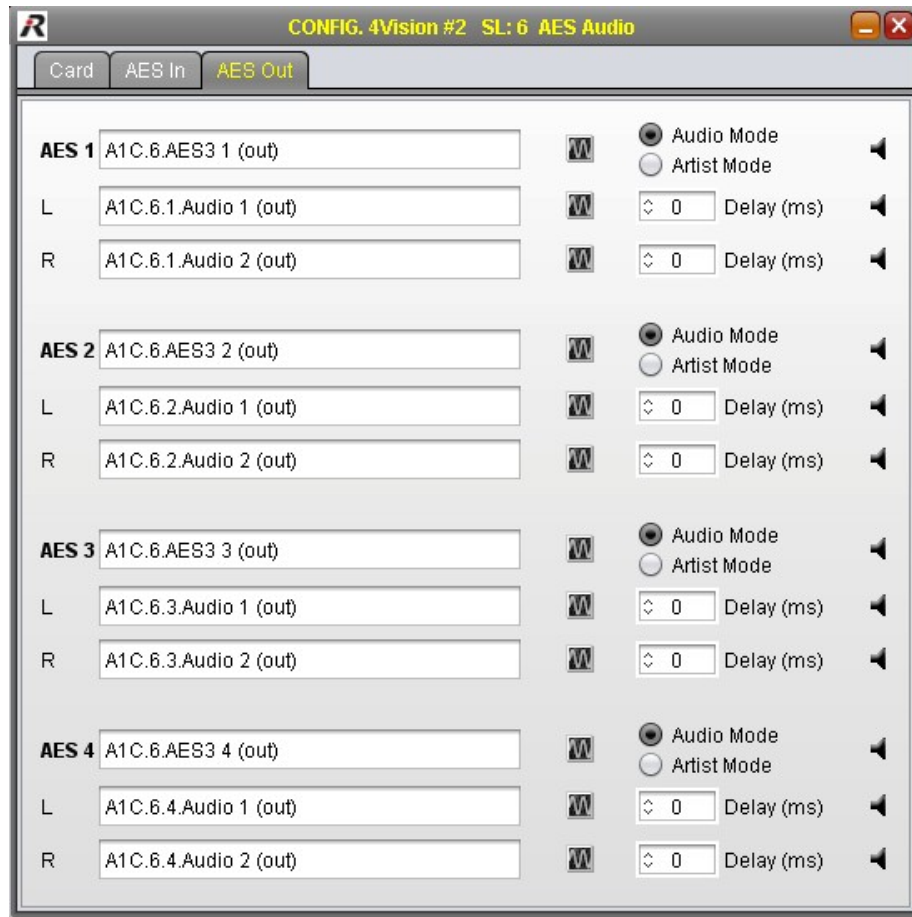 R CONFIG. 4Vision #2 SL: 6 AES Audio
Card AES In AES Out
AES 1 A1C.6.AES3 1 (out) Audio Mode
Artist Mode
L A1C.6.1.Audio 1 (out) 0 Delay (ms)
R A1C.6.1.Audio 2 (out) 0 Delay (ms)
AES 2 A1C.6.AES3 2 (out) Audio Mode
Artist Mode
L A1C.6.2.Audio 1 (out) 0 Delay (ms)
R A1C.6.2.Audio 2 (out) 0 Delay (ms)
AES 3 A1C.6.AES3 3 (out) Audio Mode
Artist Mode
L A1C.6.3.Audio 1 (out) 0 Delay (ms)
R A1C.6.3.Audio 2 (out) 0 Delay (ms)
AES 4 A1C.6.AES3 4 (out) Audio Mode
Artist Mode
L A1C.6.4.Audio 1 (out) 0 Delay (ms)
R A1C.6.4.Audio 2 (out) 0 Delay (ms)